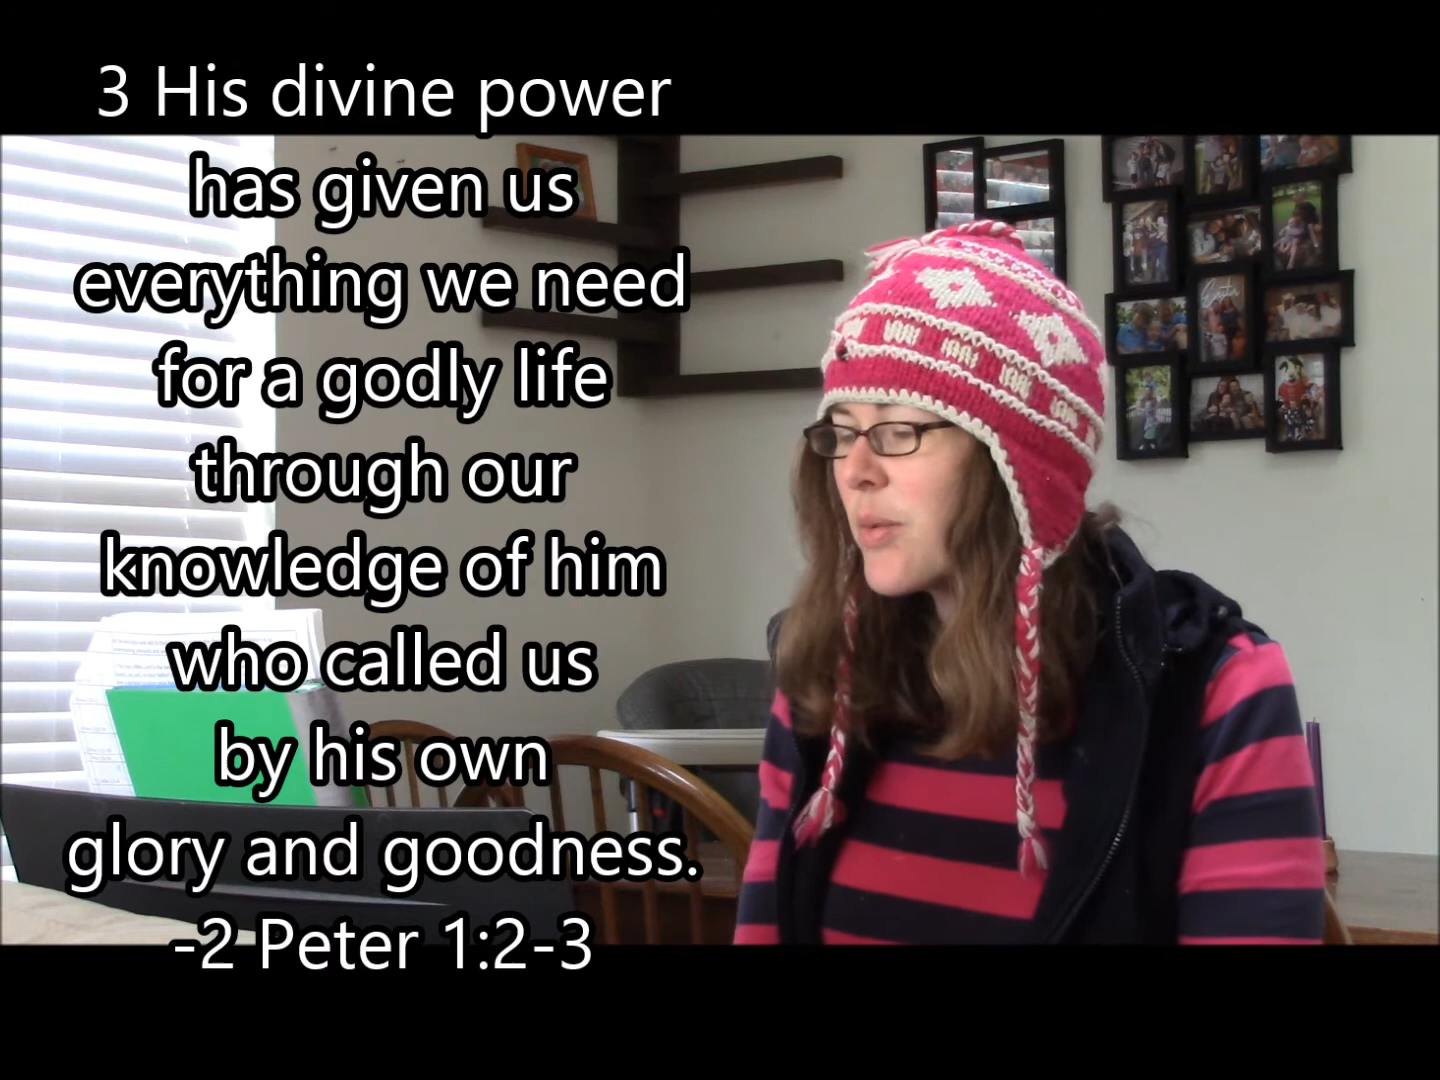 3 His divine power
has given us
everything we need
for a godly life
through our
knowledge of him
who called us
by his own
glory and goodness.
-2 Peter 1:2-3